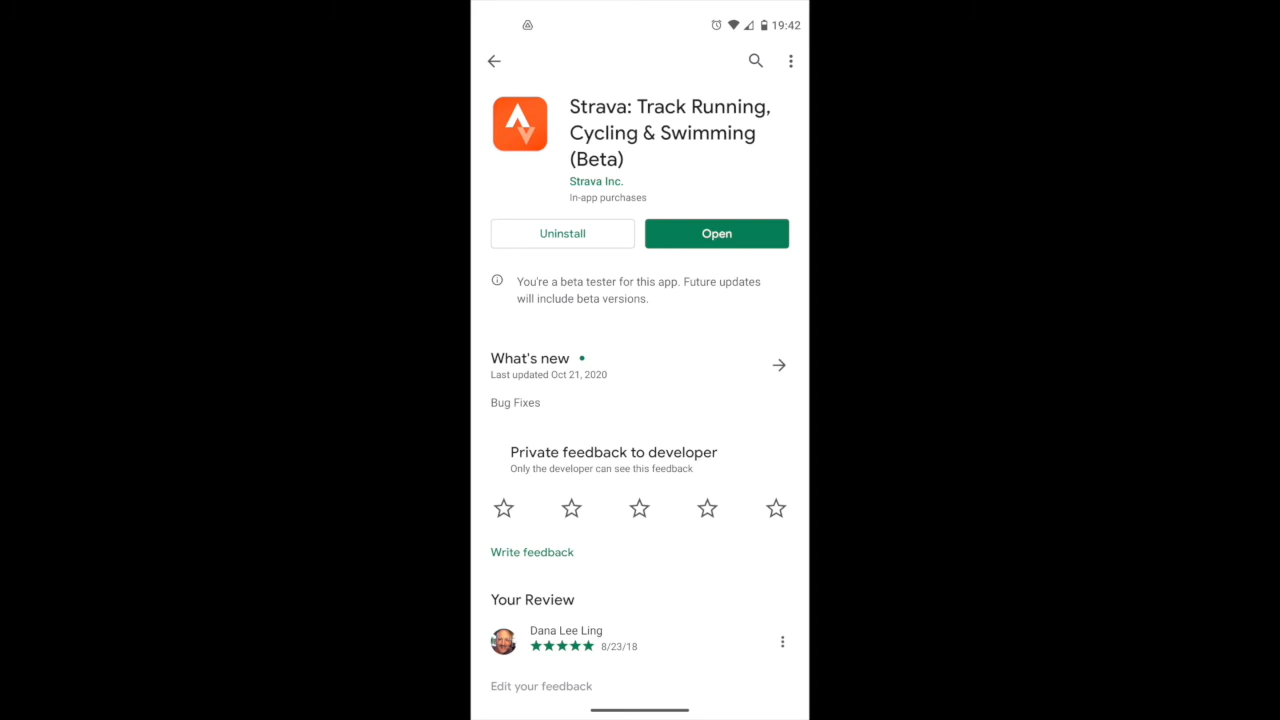 19:42
Strava: Track Running,
Cycling & Swimming
(Beta)
Strava Inc.
In-app purchases
Uninstall
Open
You're a beta tester for this app. Future updates
will include beta versions.
What's new
Last updated Oct 21, 2020
Bug Fixes
Private feedback to developer
Only the developer can see this feedback
Write feedback
Your Review
Dana Lee Ling
8/23/18
Edit your feedback